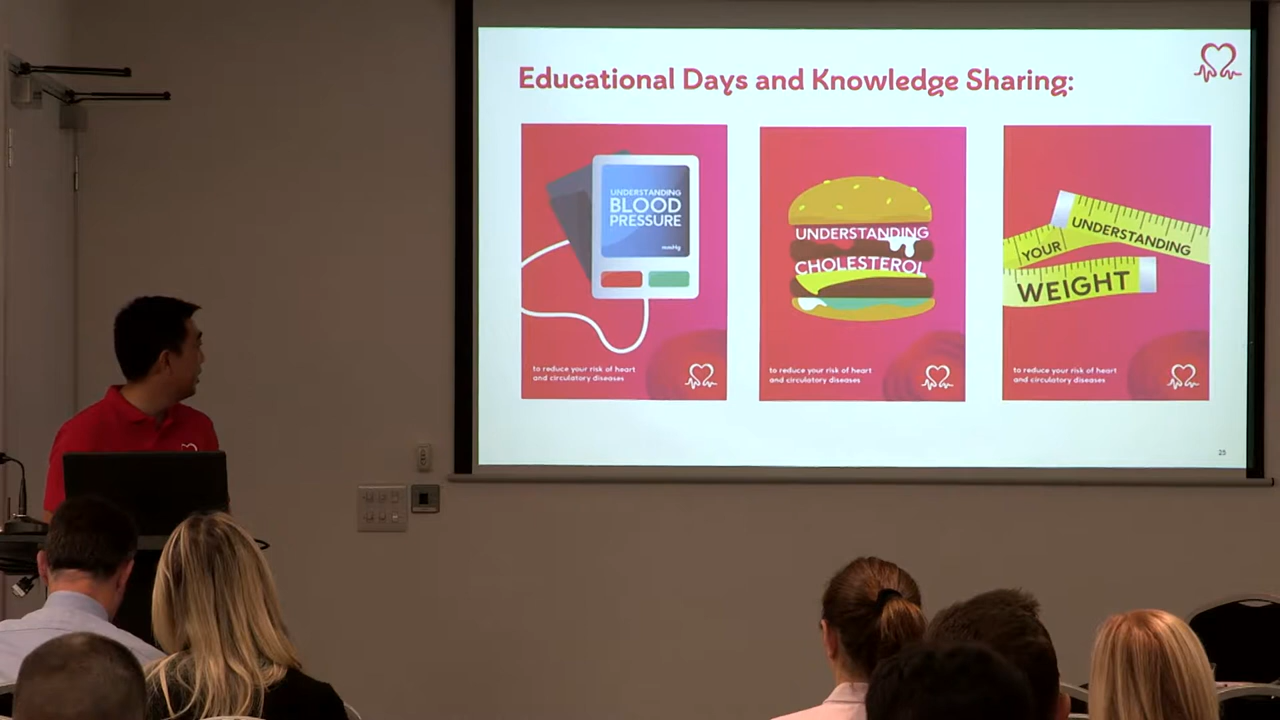 Educational Days and Knowledge Sharing:
UNDERSTANDING
BLOOD
PRESSURE
mmHg
to reduce your risk of heart
and circulatory diseases
UNDERSTANDING
CHOLESTEROL
to reduce your risk of heart
and circulatory diseases
UNDERSTANDING
YOUR
WEIGHT
to reduce your risk of heart
and circulatory diseases
25